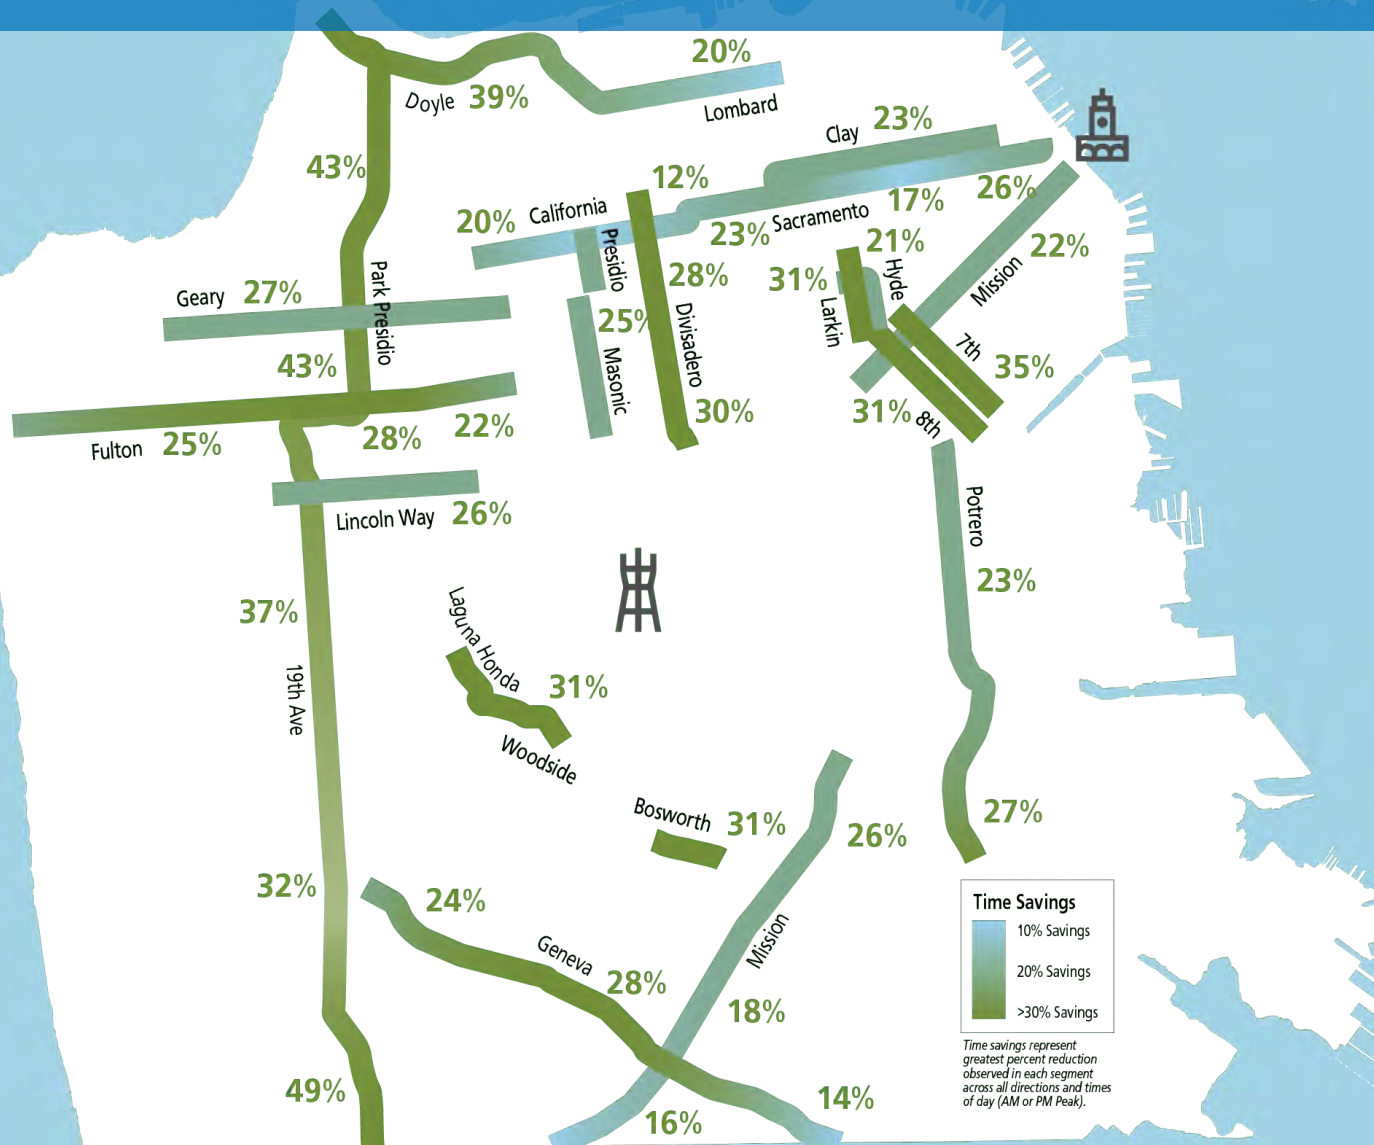 20%
Doyle 39%
Lombard
Clay 23%
43%
12%
26%
17%
20% California
Sacramento
23%
21%
22%
Presidio
28%
31%
Hyde
Mission
Geary 27%
Park Presidio
25%
Larkin
Divisadero
7th
35%
43%
Masonic
30%
31%
8th
Fulton 25%
28%
22%
Lincoln Way 26%
Potrero
23%
37%
Laguna Honda
19th Ave
31%
Woodside
Bosworth 31%
26%
27%
32%
24%
Geneva
28%
Mission
18%
49%
16%
14%
Time Savings
10% Savings
20% Savings
>30% Savings
Time savings represent
greatest percent reduction
observed in each segment
across all directions and times
of day (AM or PM Peak).